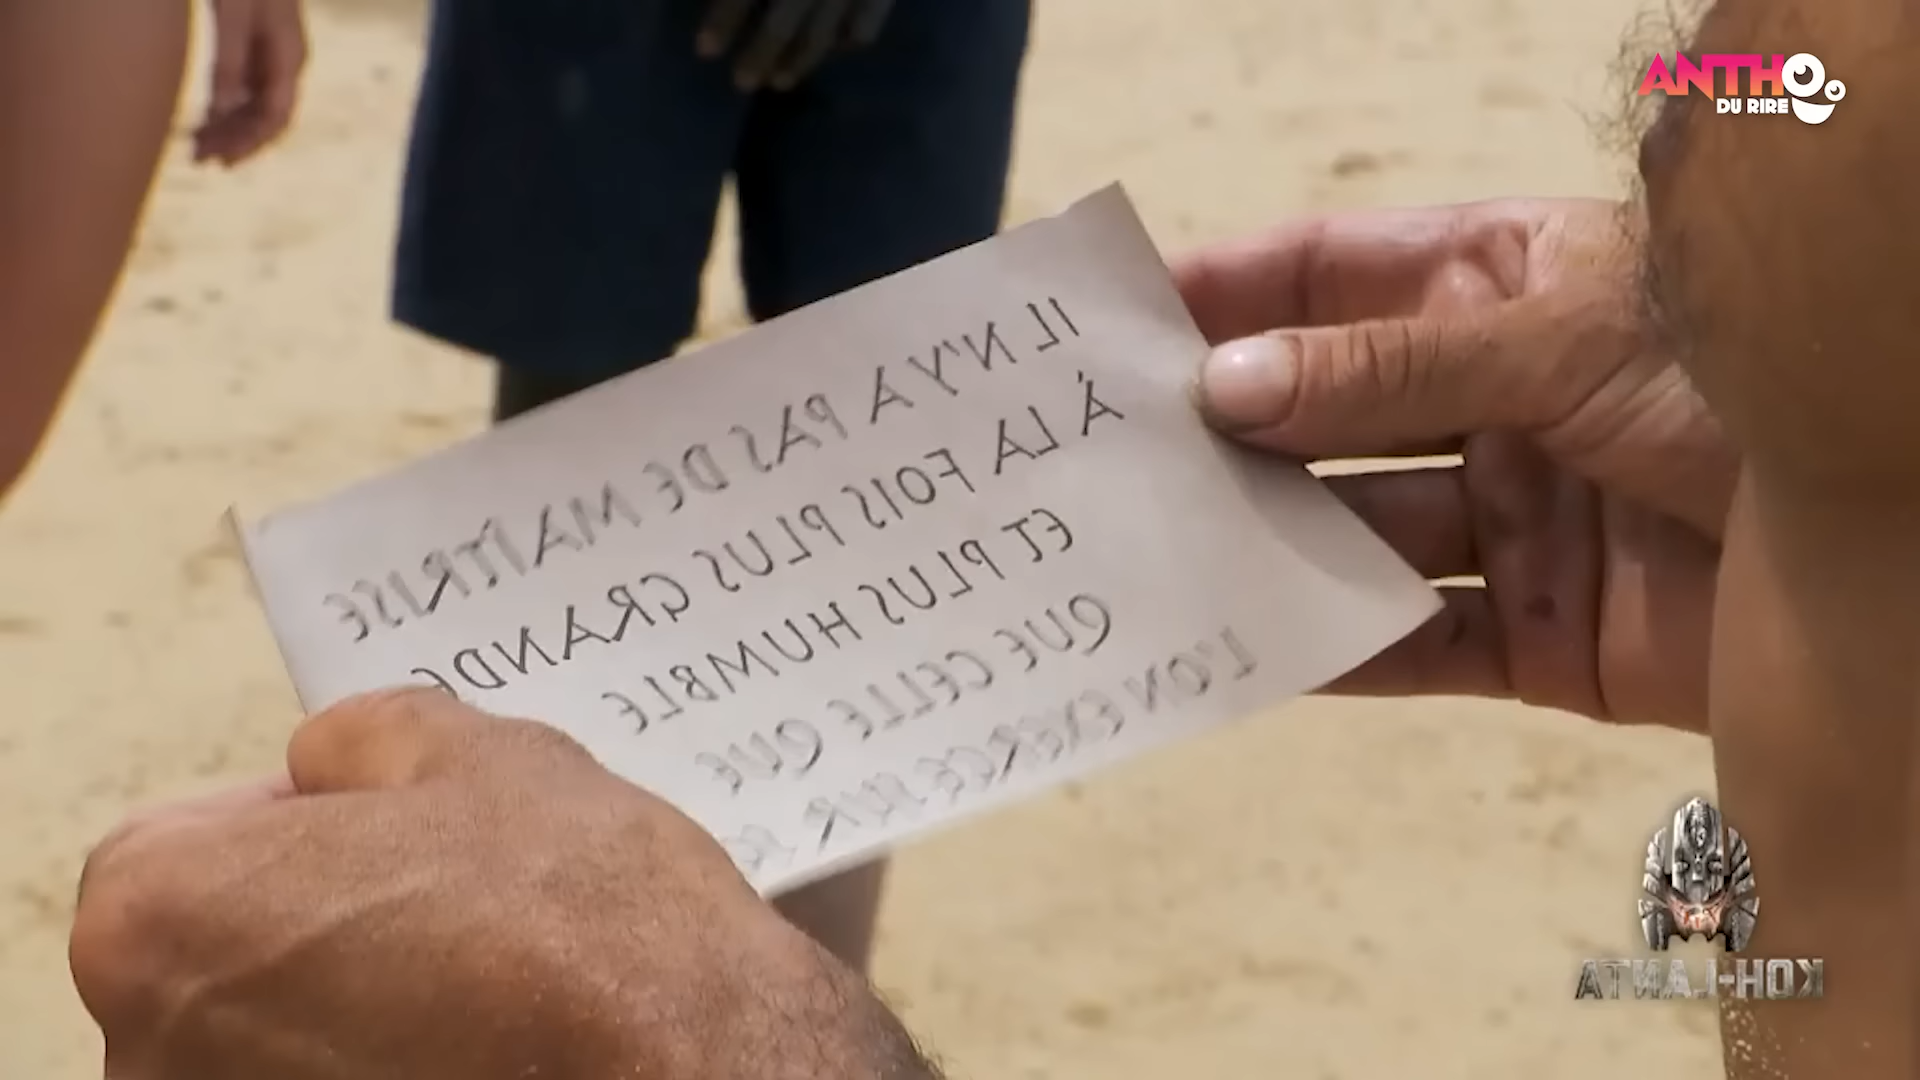 ANTHO
DU RIRE
IL N'Y A PAS DE MAÎTRISE
À LA FOIS PLUS GRANDE
ET PLUS HUMBLE
QUE CELLE QUE
L'ON EXERCE SUR
KOH-LANTA